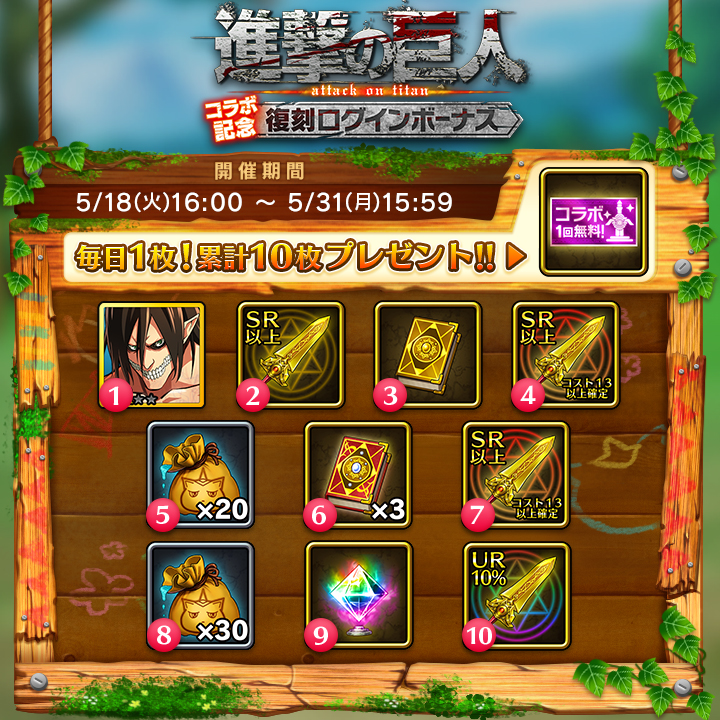 進撃の巨人
attack on titan
コラボ
記念
復刻ログインボーナス
開催期間
5/18(火)16:00 ～ 5/31(月)15:59
毎日1枚!累計10枚プレゼント!!
コラボ
1回無料!
1
SR
以上
2
3
SR
以上
コスト13
以上確定
4
×20
5
×3
6
SR
以上
コスト13
以上確定
7
×30
8
9
UR
10%
10